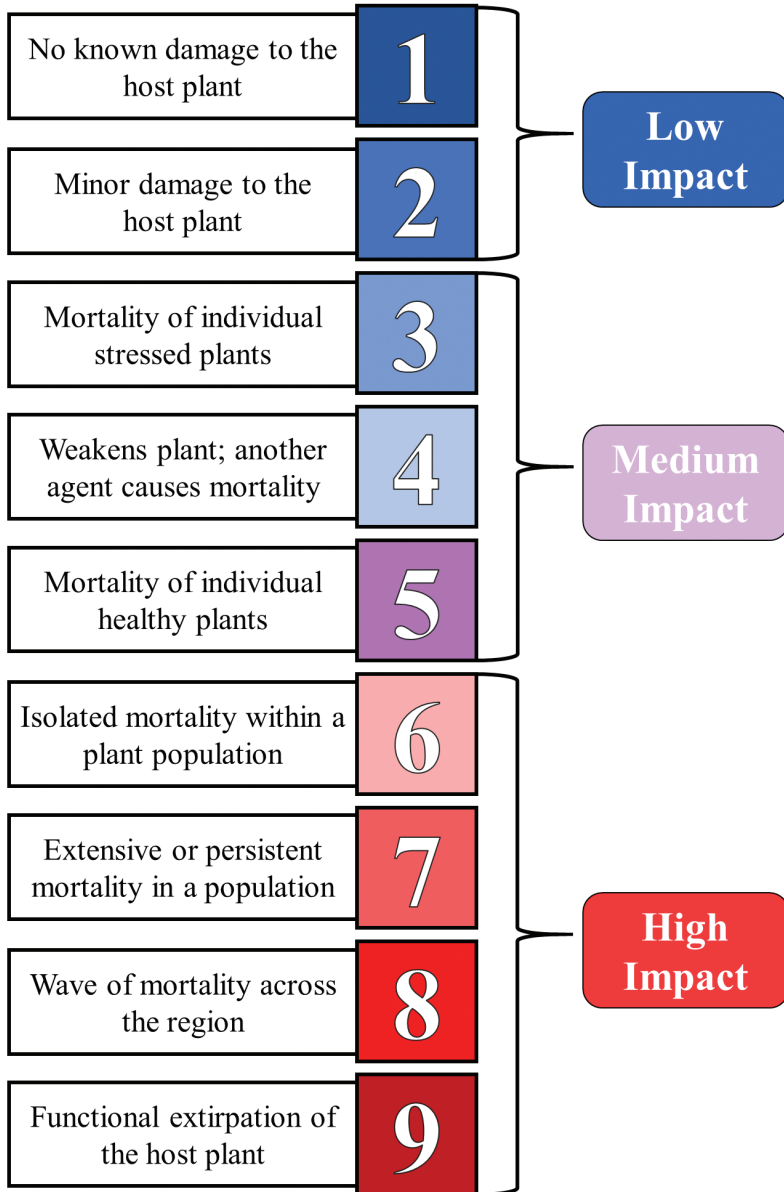 No known damage to the
host plant
1
Low
Impact
Minor damage to the
host plant
2
Mortality of individual
stressed plants
3
Weakens plant; another
agent causes mortality
4
Medium
Impact
Mortality of individual
healthy plants
5
Isolated mortality within a
plant population
6
Extensive or persistent
mortality in a population
7
High
Impact
Wave of mortality across
the region
8
Functional extirpation of
the host plant
9